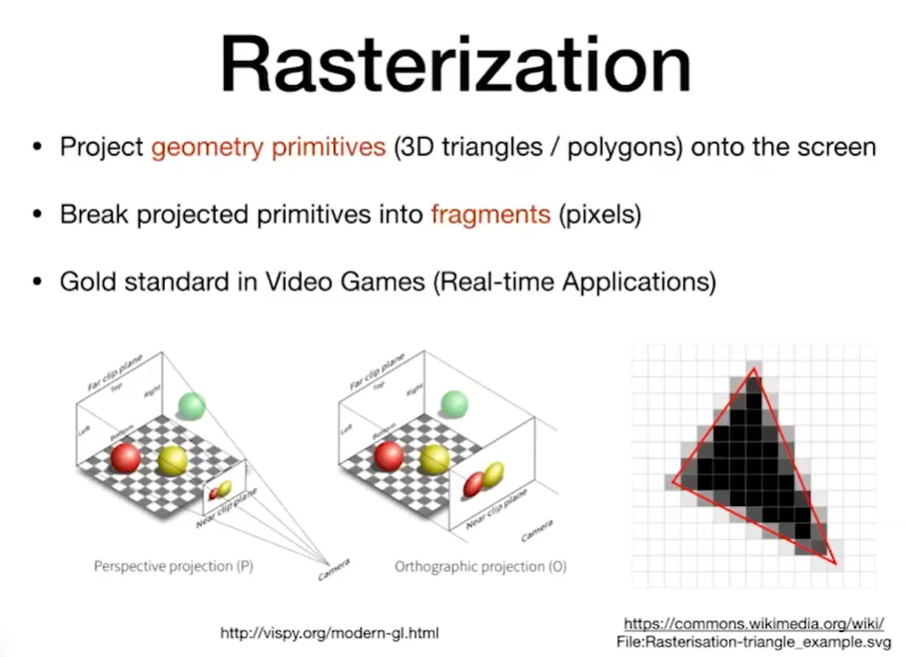 Rasterization
• Project geometry primitives (3D triangles / polygons) onto the screen
• Break projected primitives into fragments (pixels)
• Gold standard in Video Games (Real-time Applications)
Far clip plane
Top
Right
Left
Bottom
Near clip plane
Camera
Perspective projection (P)
Far clip plane
Top
Right
Left
Bottom
Near clip plane
Camera
Orthographic projection (O)
http://vispy.org/modern-gl.html
https://commons.wikimedia.org/wiki/
File:Rasterisation-triangle_example.svg